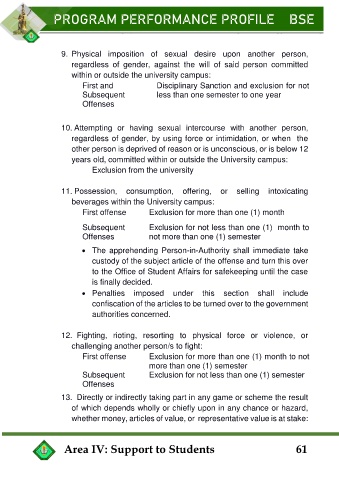 PROGRAM PERFORMANCE PROFILE BSE
9. Physical imposition of sexual desire upon another person,
regardless of gender, against the will of said person committed
within or outside the university campus:
First and Disciplinary Sanction and exclusion for not
Subsequent less than one semester to one year
Offenses
10. Attempting or having sexual intercourse with another person,
regardless of gender, by using force or intimidation, or when the
other person is deprived of reason or is unconscious, or is below 12
years old, committed within or outside the University campus:
Exclusion from the university
11. Possession, consumption, offering, or selling intoxicating
beverages within the University campus:
First offense Exclusion for more than one (1) month
Subsequent Exclusion for not less than one (1) month to
Offenses not more than one (1) semester
• The apprehending Person-in-Authority shall immediate take
custody of the subject article of the offense and turn this over
to the Office of Student Affairs for safekeeping until the case
is finally decided.
• Penalties imposed under this section shall include
confiscation of the articles to be turned over to the government
authorities concerned.
12. Fighting, rioting, resorting to physical force or violence, or
challenging another person/s to fight:
First offense Exclusion for more than one (1) month to not
more than one (1) semester
Subsequent Exclusion for not less than one (1) semester
Offenses
13. Directly or indirectly taking part in any game or scheme the result
of which depends wholly or chiefly upon in any chance or hazard,
whether money, articles of value, or representative value is at stake:
Area IV: Support to Students 61